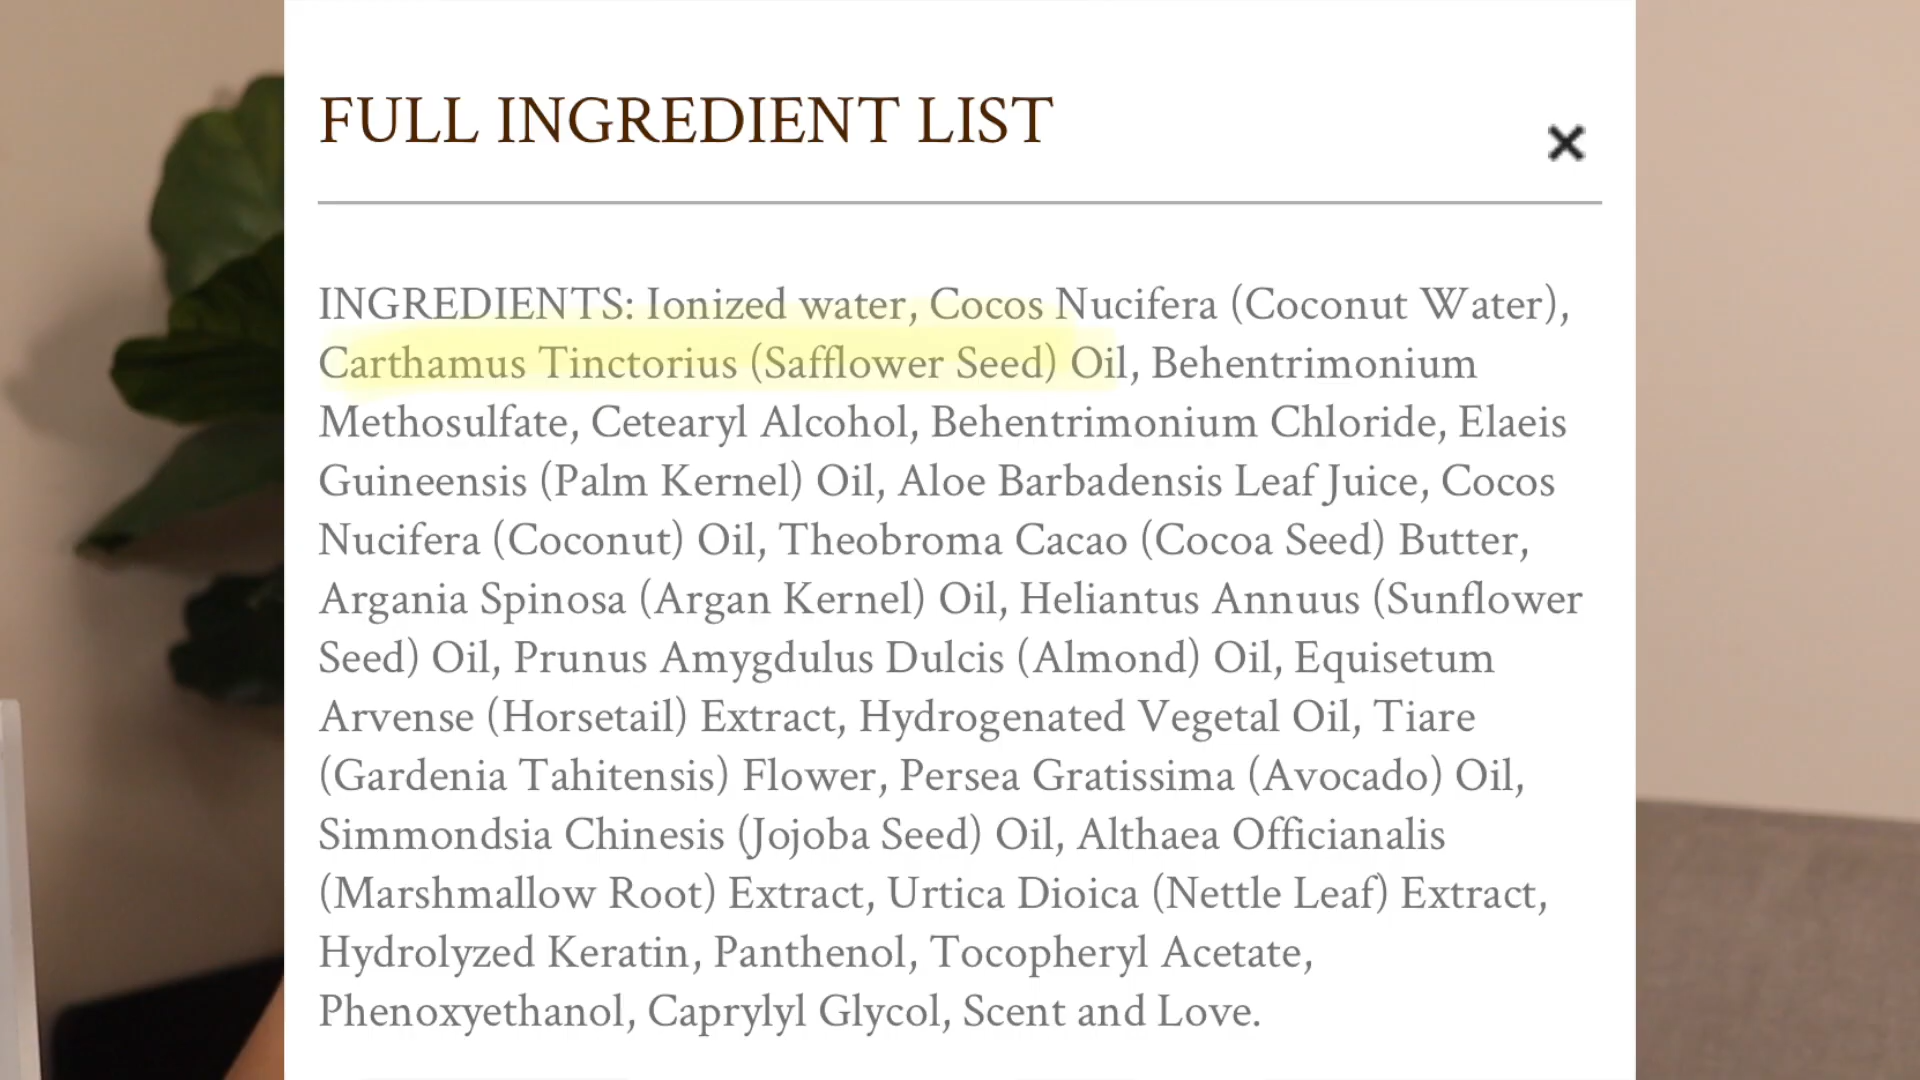 FULL INGREDIENT LIST
INGREDIENTS: Ionized water, Cocos Nucifera (Coconut Water),
Carthamus Tinctorius (Safflower Seed) Oil, Behentrimonium
Methosulfate, Cetearyl Alcohol, Behentrimonium Chloride, Elaeis
Guineensis (Palm Kernel) Oil, Aloe Barbadensis Leaf Juice, Cocos
Nucifera (Coconut) Oil, Theobroma Cacao (Cocoa Seed) Butter,
Argania Spinosa (Argan Kernel) Oil, Heliantus Annuus (Sunflower
Seed) Oil, Prunus Amygdulus Dulcis (Almond) Oil, Equisetum
Arvense (Horsetail) Extract, Hydrogenated Vegetal Oil, Tiare
(Gardenia Tahitensis) Flower, Persea Gratissima (Avocado) Oil,
Simmondsia Chinesis (Jojoba Seed) Oil, Althaea Officianalis
(Marshmallow Root) Extract, Urtica Dioica (Nettle Leaf) Extract,
Hydrolyzed Keratin, Panthenol, Tocopheryl Acetate,
Phenoxyethanol, Caprylyl Glycol, Scent and Love.